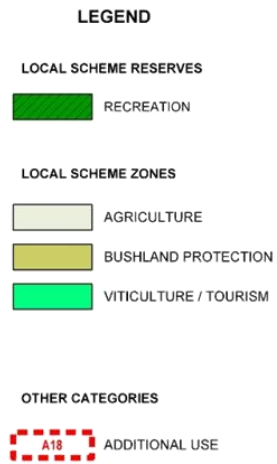 LEGEND
LOCAL SCHEME RESERVES
RECREATION
LOCAL SCHEME ZONES
AGRICULTURE
BUSHLAND PROTECTION
VITICULTURE / TOURISM
OTHER CATEGORIES
A18 ADDITIONAL USE